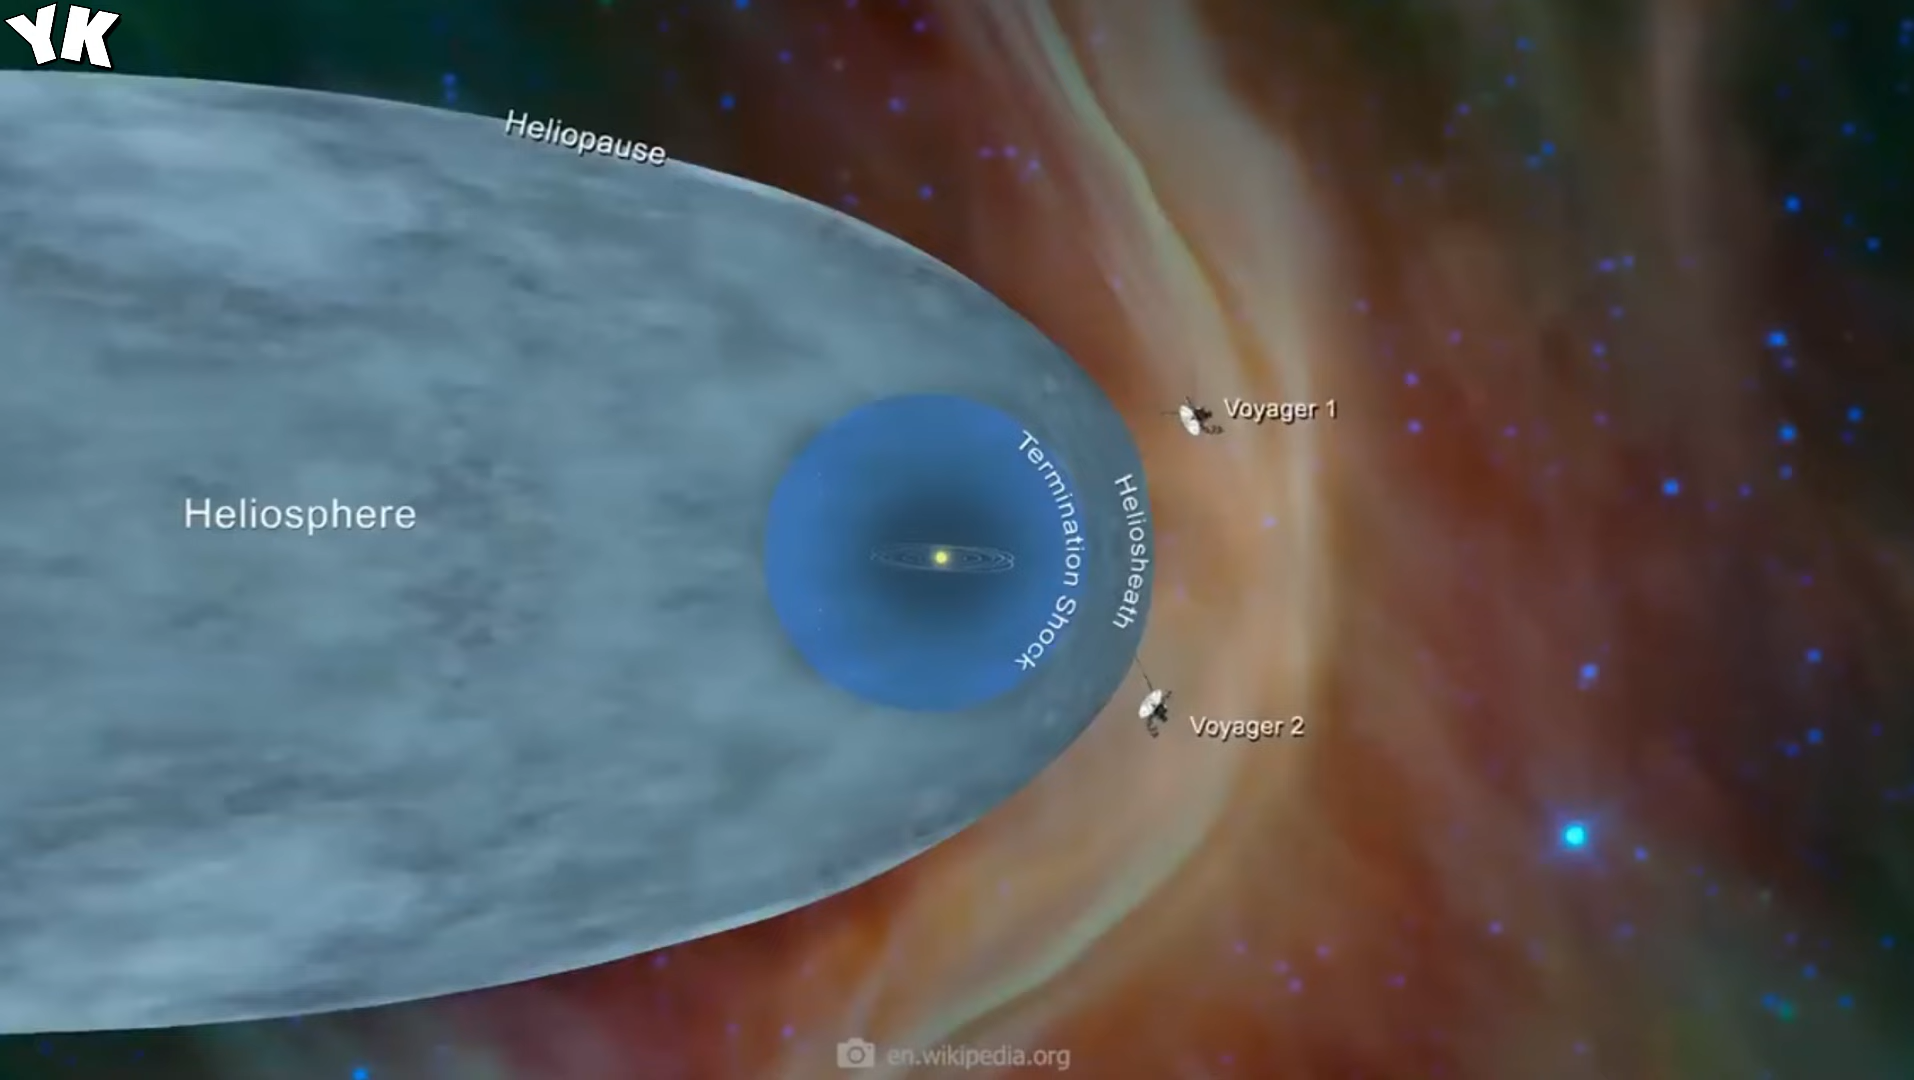 YK
Heliopause
Voyager 1
Termination Shock
Heliosheath
Heliosphere
Voyager 2
en.wikipedia.org